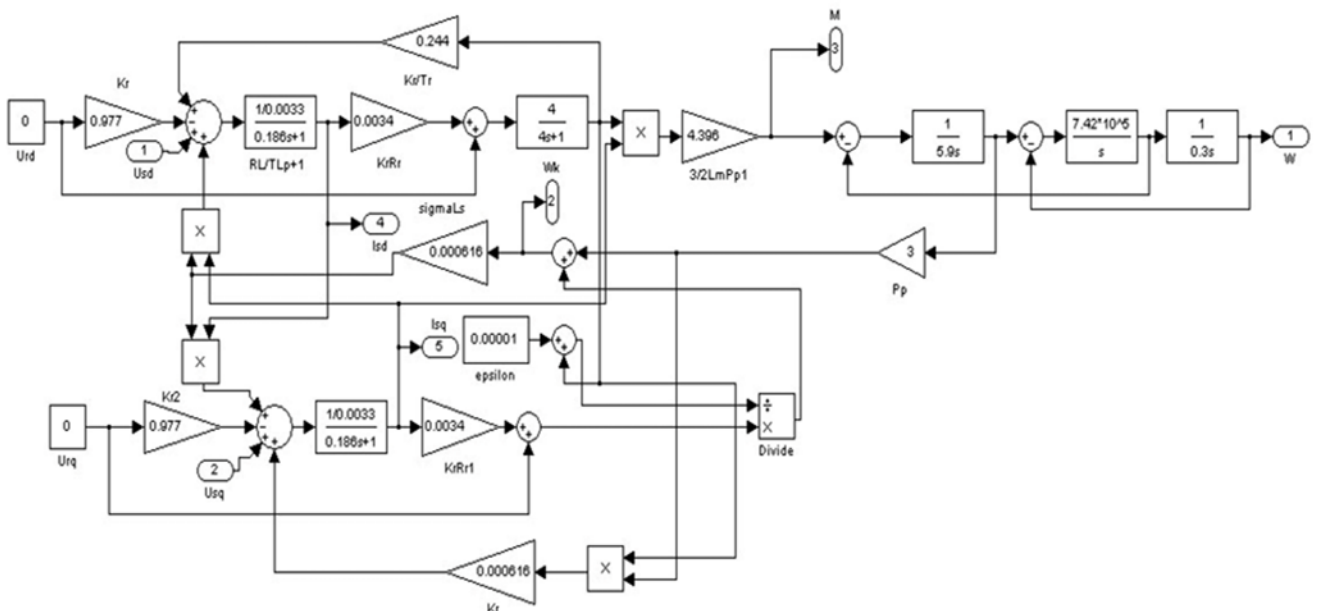 M
3
0.244
Kr/Tr
Kr
0
0.977
Urd
1
Usd
1/0.0033
0.186s+1
RL/TLp+1
0.0034
KrRr
4
4s+1
X
4.396
3/2LmPp1
1
5.9s
7.42*10^5
s
1
0.3s
1
W
Wk
2
sigmaLs
X
4
Isd
0.000616
3
Pp
X
Isq
5
0.00001
epsilon
Kr2
0
0.977
Urq
2
Usq
1/0.0033
0.186s+1
0.0034
KrRr1
÷
X
Divide
0.000616
X
Kr